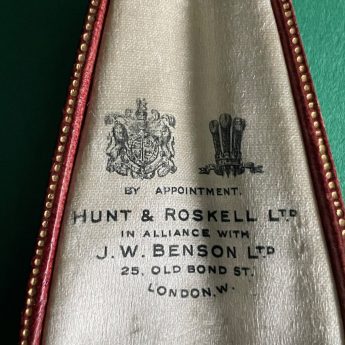 BY APPOINTMENT.
HUNT & ROSKELL LTD
IN ALLIANCE WITH
J.W. BENSON LTD
25, OLD BOND ST.
LONDON.W.